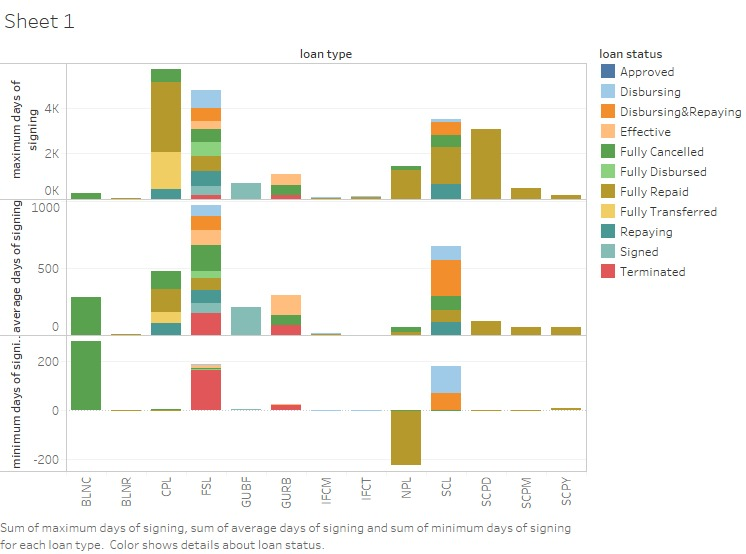 Sheet 1
loan type
loan status
Approved
Disbursing
Disbursing&Repaying
Effective
Fully Cancelled
Fully Disbursed
Fully Repaid
Fully Transferred
Repaying
Signed
Terminated
maximum days of
signing
4K
2K
0K
average days of signing
1000
500
0
minimum days of signi..
200
0
-200
BLNC
BLNR
CPL
FSL
GUBF
GURB
IFCM
IFCT
NPL
SCL
SCPD
SCPM
SCPY
Sum of maximum days of signing, sum of average days of signing and sum of minimum days of signing
for each loan type.  Color shows details about loan status.